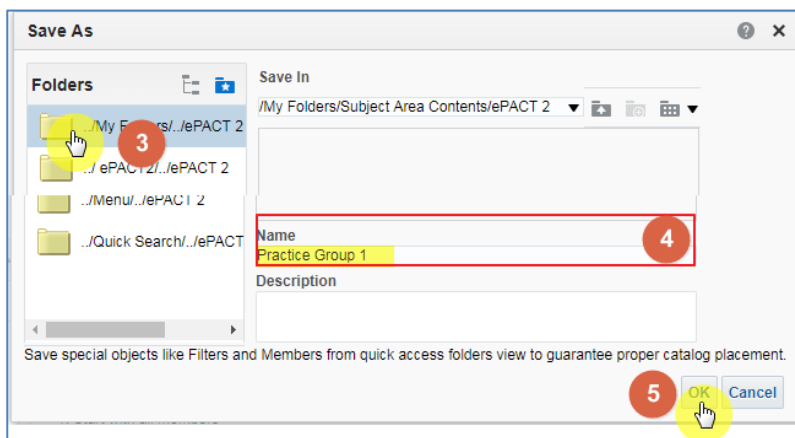 Save As
Folders
Save In
/My Folders/Subject Area Contents/ePACT 2
../My Folders/../ePACT 2
3
../ ePACT2/../ePACT 2
../Menu/../ePACT 2
../Quick Search/../ePACT
Name
4
Practice Group 1
Description
Save special objects like Filters and Members from quick access folders view to guarantee proper catalog placement.
5
OK
Cancel